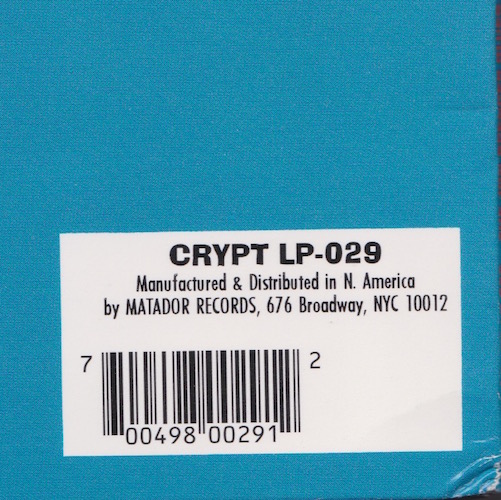 CRYPT LP-029
Manufactured & Distributed in N. America
by MATADOR RECORDS, 676 Broadway, NYC 10012
7 00498 00291 2